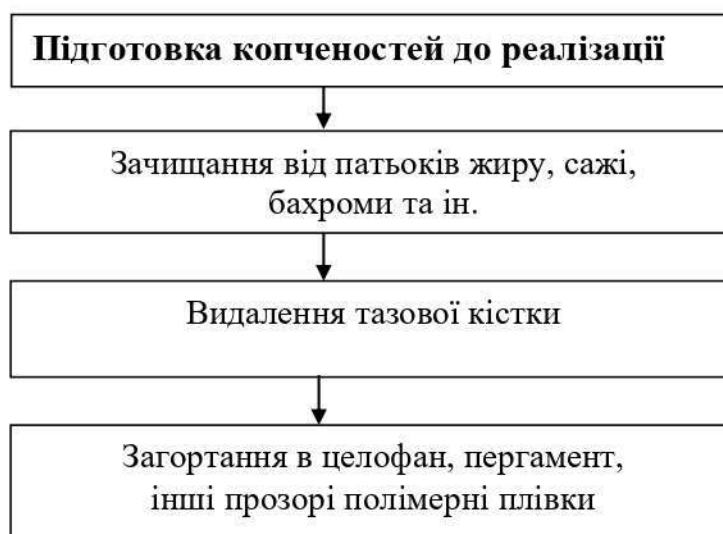 Підготовка копченостей до реалізації
Зачищання від патьоків жиру, сажі,
бахроми та ін.
Видалення тазової кістки
Загортання в целофан, пергамент,
інші прозорі полімерні плівки